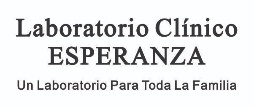 Laboratorio Clínico
ESPERANZA
Un Laboratorio Para Toda La Familia